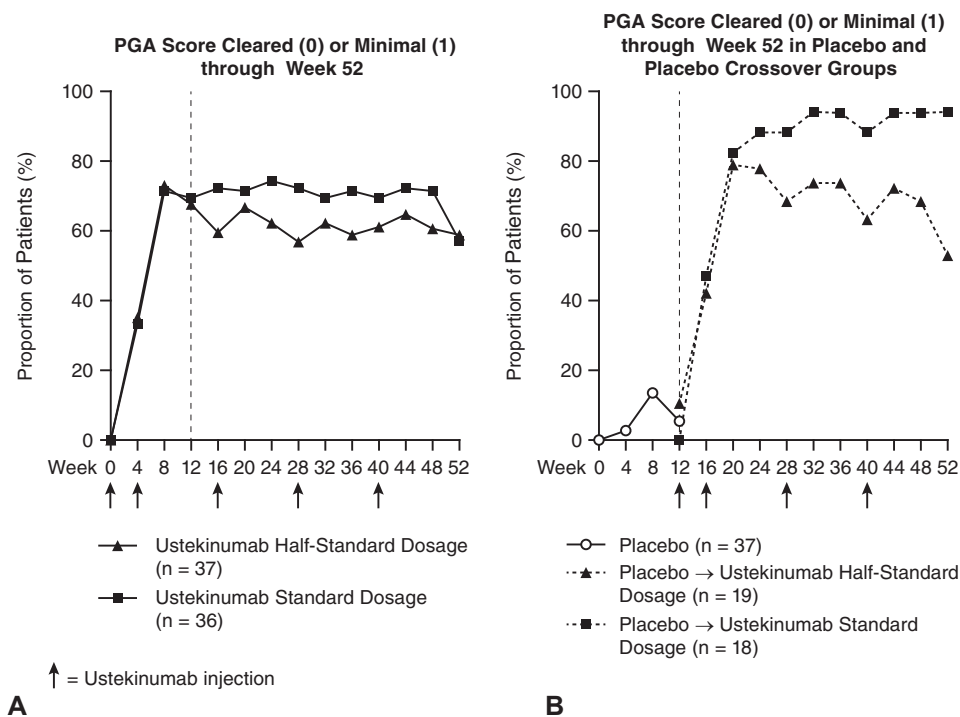 PGA Score Cleared (0) or Minimal (1)
through Week 52
100
80
60
40
20
0
Proportion of Patients (%)
Week 0 4 8 12 16 20 24 28 32 36 40 44 48 52
Ustekinumab Half-Standard Dosage
(n = 37)
Ustekinumab Standard Dosage
(n = 36)
= Ustekinumab injection
A
PGA Score Cleared (0) or Minimal (1)
through Week 52 in Placebo and
Placebo Crossover Groups
100
80
60
40
20
0
Proportion of Patients (%)
Week 0 4 8 12 16 20 24 28 32 36 40 44 48 52
Placebo (n = 37)
Placebo → Ustekinumab Half-Standard
Dosage (n = 19)
Placebo → Ustekinumab Standard
Dosage (n = 18)
B